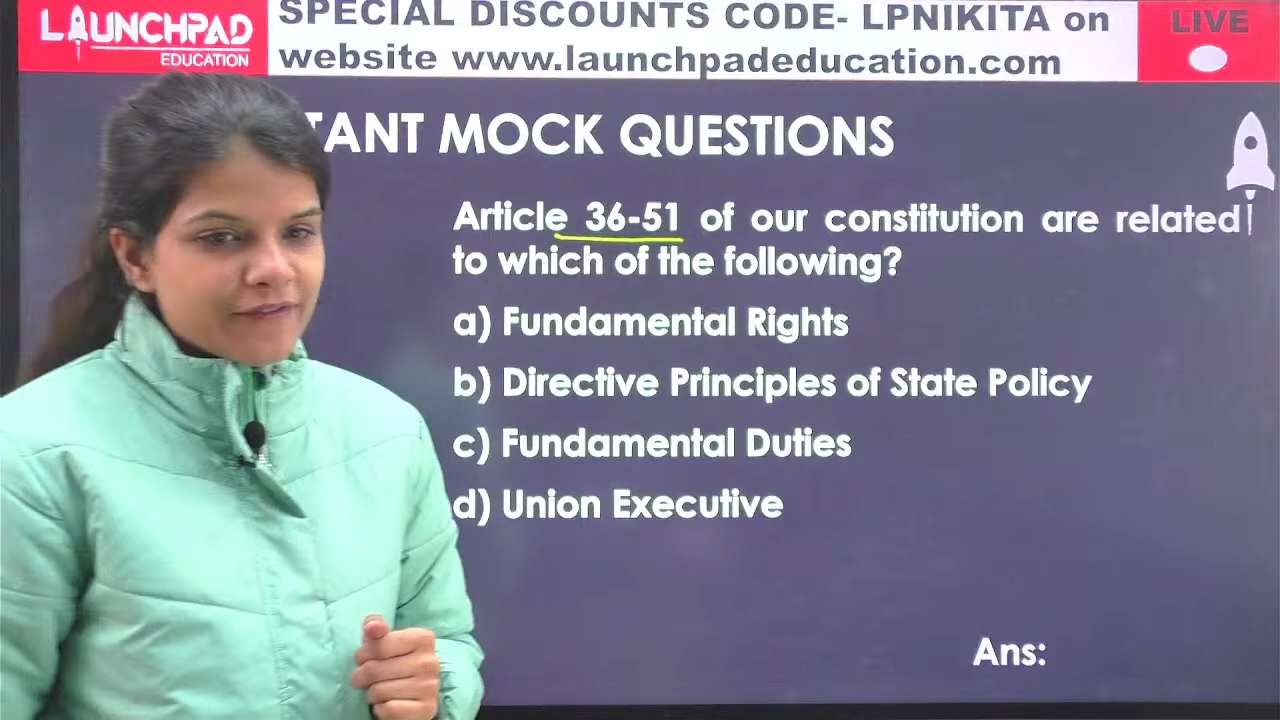 LAUNCHPAD
EDUCATION
SPECIAL DISCOUNTS CODE- LPNIKITA on
website www.launchpadeducation.com
LIVE
TANT MOCK QUESTIONS
Article 36-51 of our constitution are related
to which of the following?
a) Fundamental Rights
b) Directive Principles of State Policy
c) Fundamental Duties
d) Union Executive
Ans: